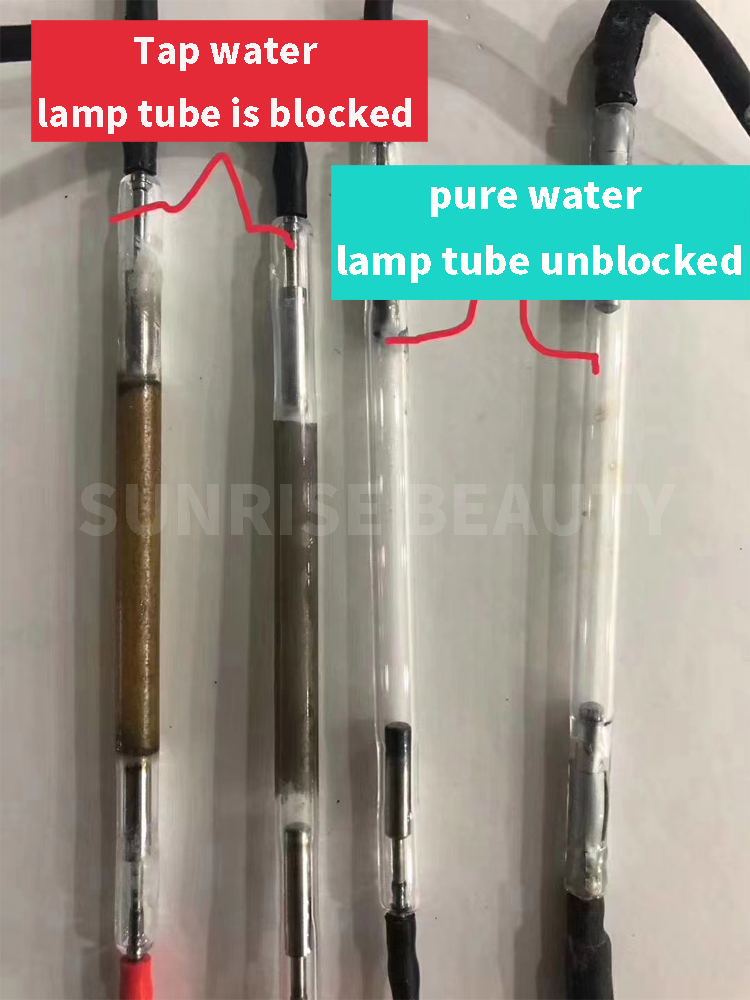 Tap water
lamp tube is blocked
pure water
lamp tube unblocked
SUNRISE BEAUTY